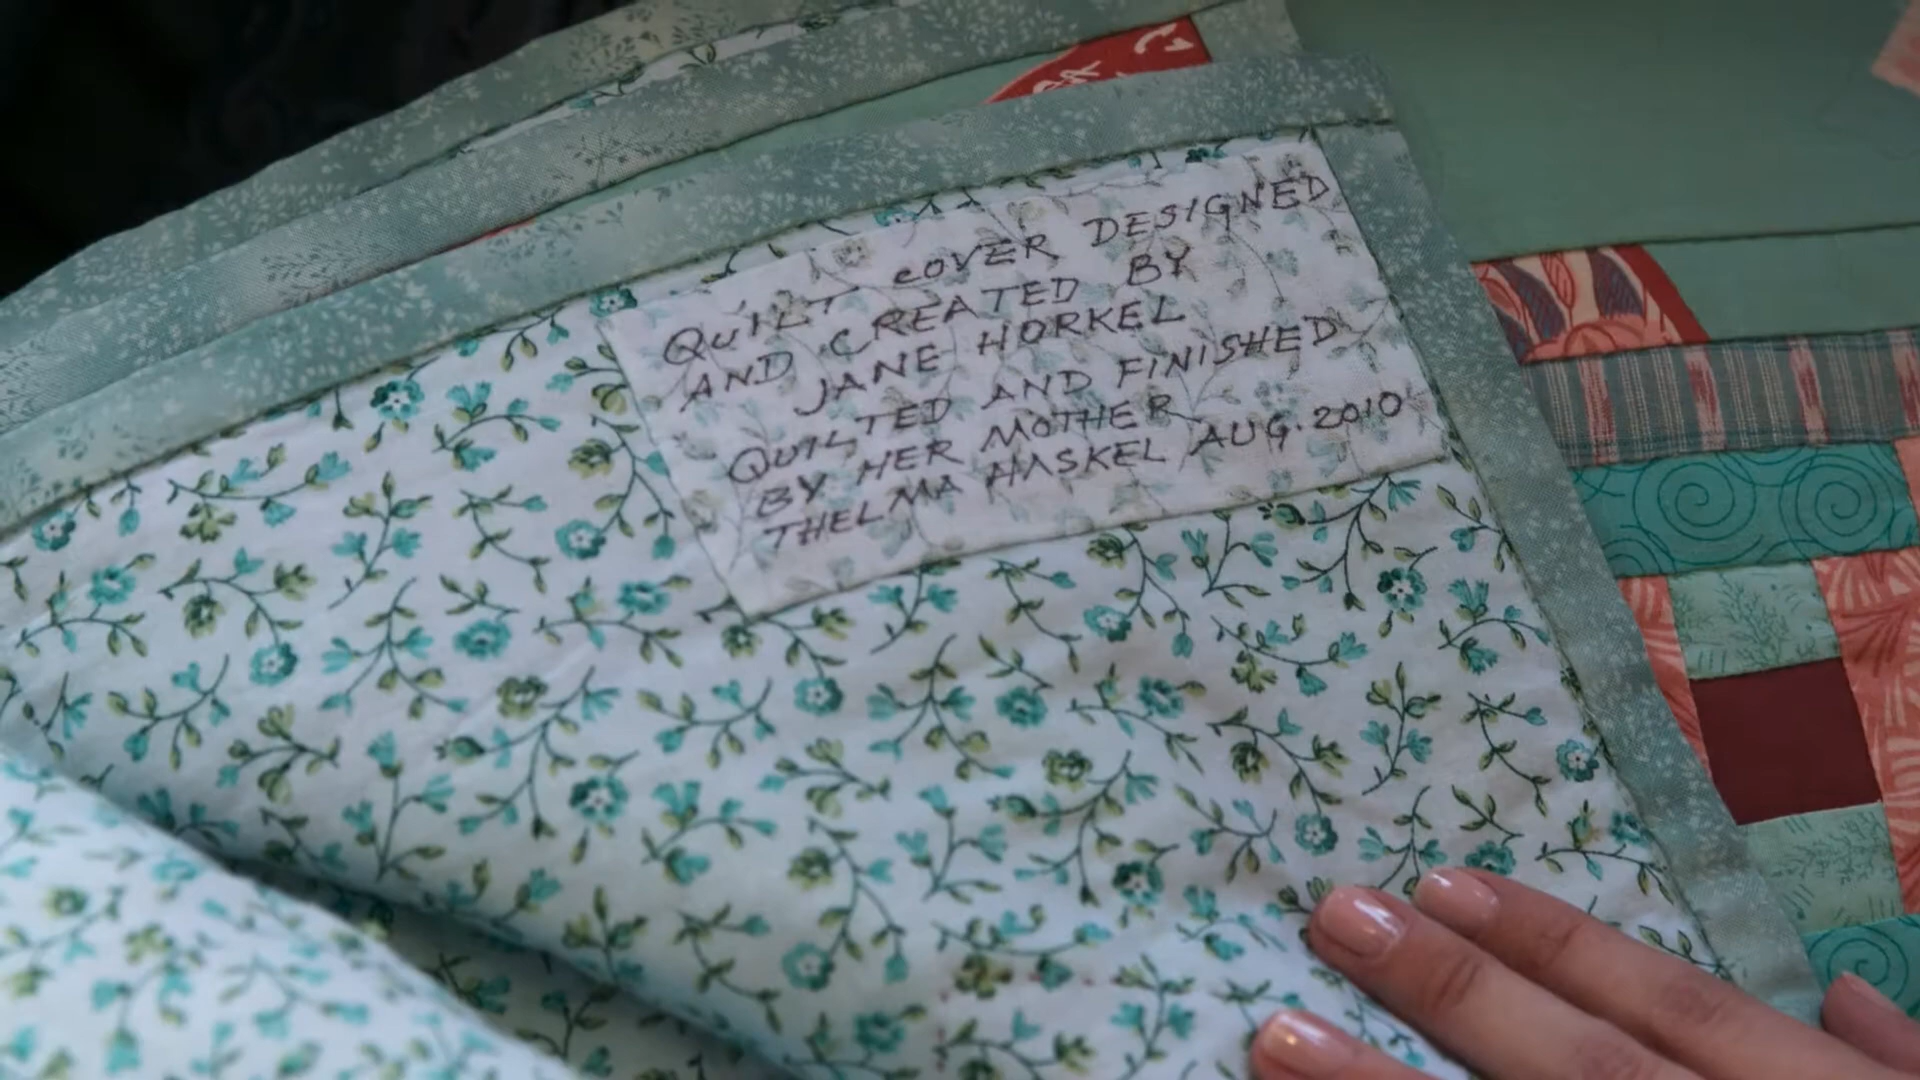 QUILT COVER DESIGNED
AND CREATED BY
JANE HORKEL
QUILTED AND FINISHED
BY HER MOTHER
THELMA HASKEL AUG. 2010